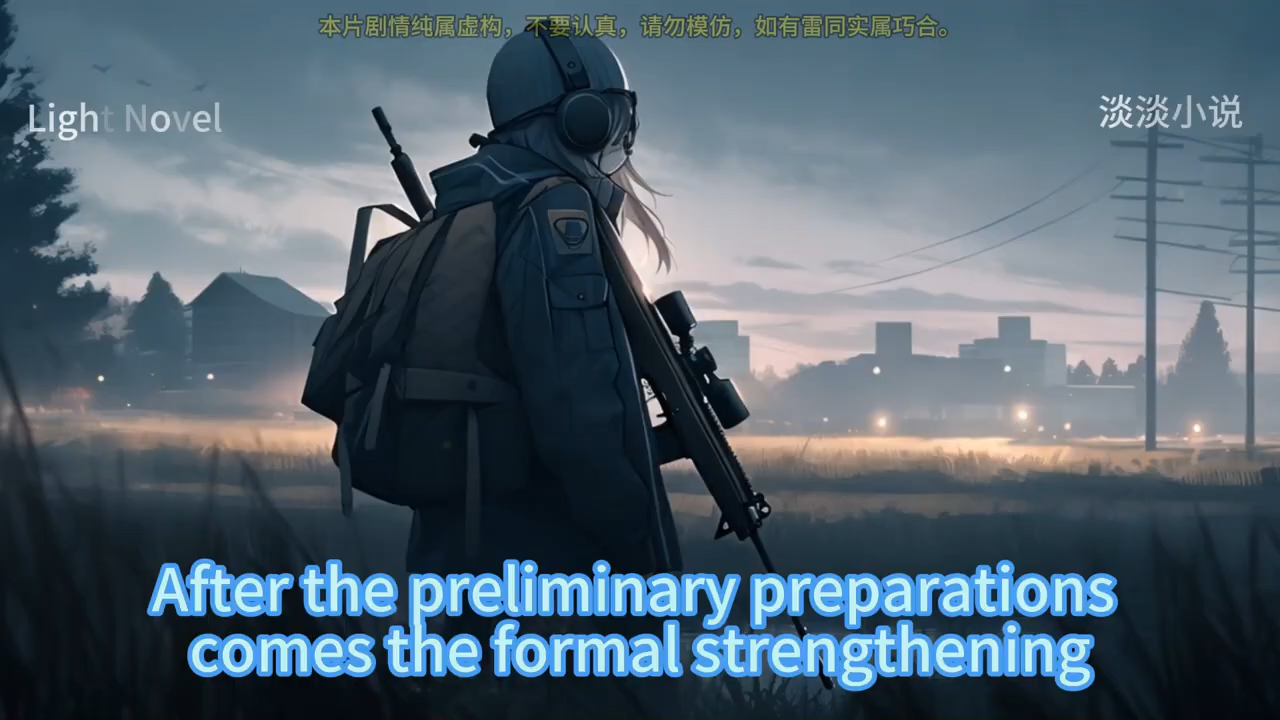 本片剧情纯属虚构，不要认真，请勿模仿，如有雷同实属巧合。
Light Novel
淡淡小说
After the preliminary preparations
comes the formal strengthening